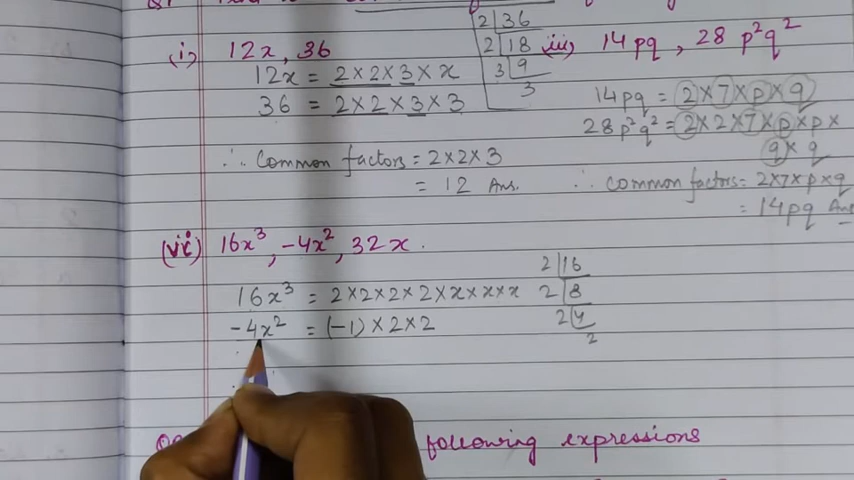 (i) 12x, 36
12x = 2×2×3×x
36 = 2×2×3×3
∴ Common factors = 2×2×3
= 12 Ans.
2 | 36
2 | 18
3 | 9
3
(iii) 14pq, 28 p²q²
14pq = 2×7×p×q
28p²q² = 2×2×7×p×p×
q×q
∴ common factors = 2×7×p×q
= 14pq Ans
(vi) 16x³, -4x², 32x.
16x³ = 2×2×2×2×x×x×x
-4x² = (-1)×2×2
2 | 16
2 | 8
2 | 4
2
following expressions